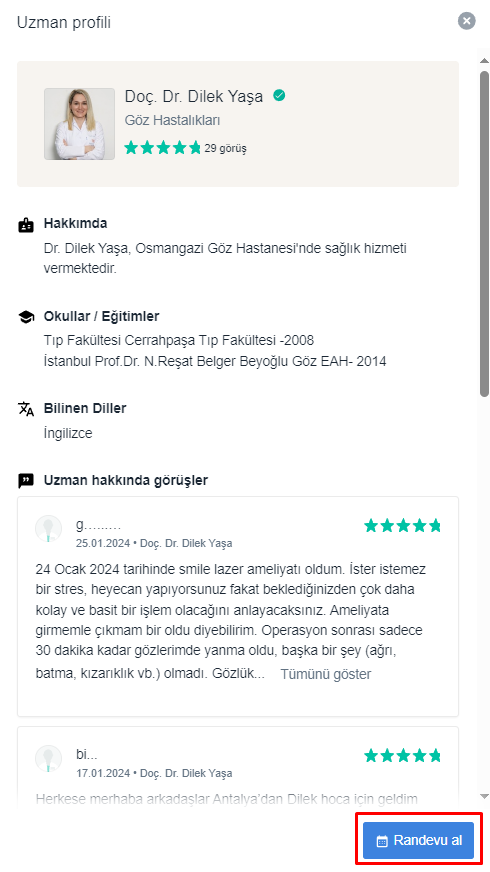 Uzman profili
Doç. Dr. Dilek Yaşa
Göz Hastalıkları
29 görüş
Hakkımda
Dr. Dilek Yaşa, Osmangazi Göz Hastanesi'nde sağlık hizmeti
vermektedir.
Okullar / Eğitimler
Tıp Fakültesi Cerrahpaşa Tıp Fakültesi -2008
İstanbul Prof.Dr. N.Reşat Belger Beyoğlu Göz EAH- 2014
Bilinen Diller
İngilizce
Uzman hakkında görüşler
g…...…
25.01.2024 • Doç. Dr. Dilek Yaşa
24 Ocak 2024 tarihinde smile lazer ameliyatı oldum. İster istemez
bir stres, heyecan yapıyorsunuz fakat beklediğinizden çok daha
kolay ve basit bir işlem olacağını anlayacaksınız. Ameliyata
girmemle çıkmam bir oldu diyebilirim. Operasyon sonrası sadece
30 dakika kadar gözlerimde yanma oldu, başka bir şey (ağrı,
batma, kızarıklık vb.) olmadı. Gözlük... Tümünü göster
bi...
17.01.2024 • Doç. Dr. Dilek Yaşa
Herkese merhaba arkadaşlar Antalya'dan Dilek hoca için geldim
Randevu al